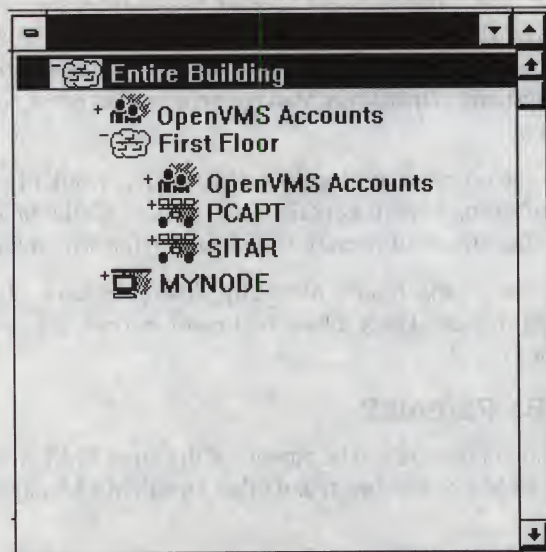 Entire Building
OpenVMS Accounts
First Floor
OpenVMS Accounts
PCAPT
SITAR
MYNODE